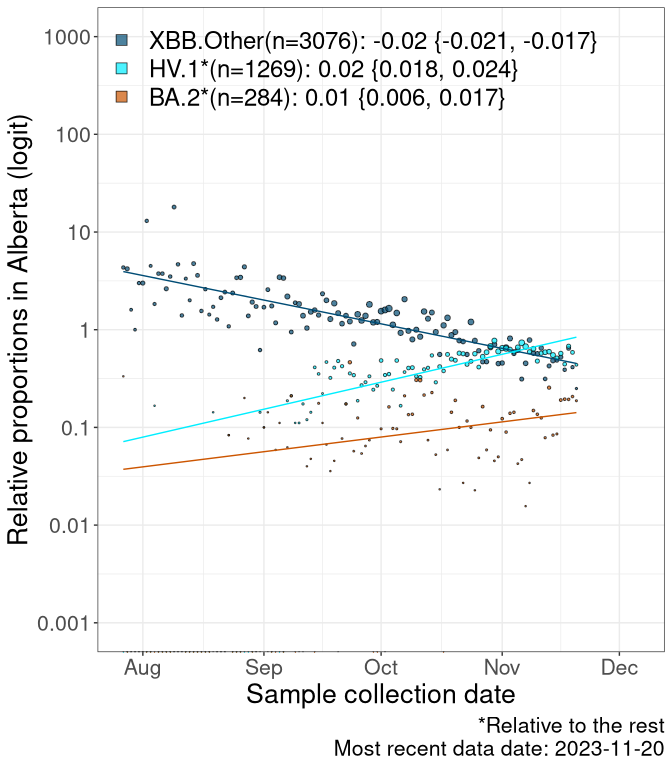 XBB.Other(n=3076): -0.02 {-0.021, -0.017}
HV.1*(n=1269): 0.02 {0.018, 0.024}
BA.2*(n=284): 0.01 {0.006, 0.017}
Relative proportions in Alberta (logit)
1000
100
10
1
0.1
0.01
0.001
Aug Sep Oct Nov Dec
Sample collection date
*Relative to the rest
Most recent data date: 2023-11-20